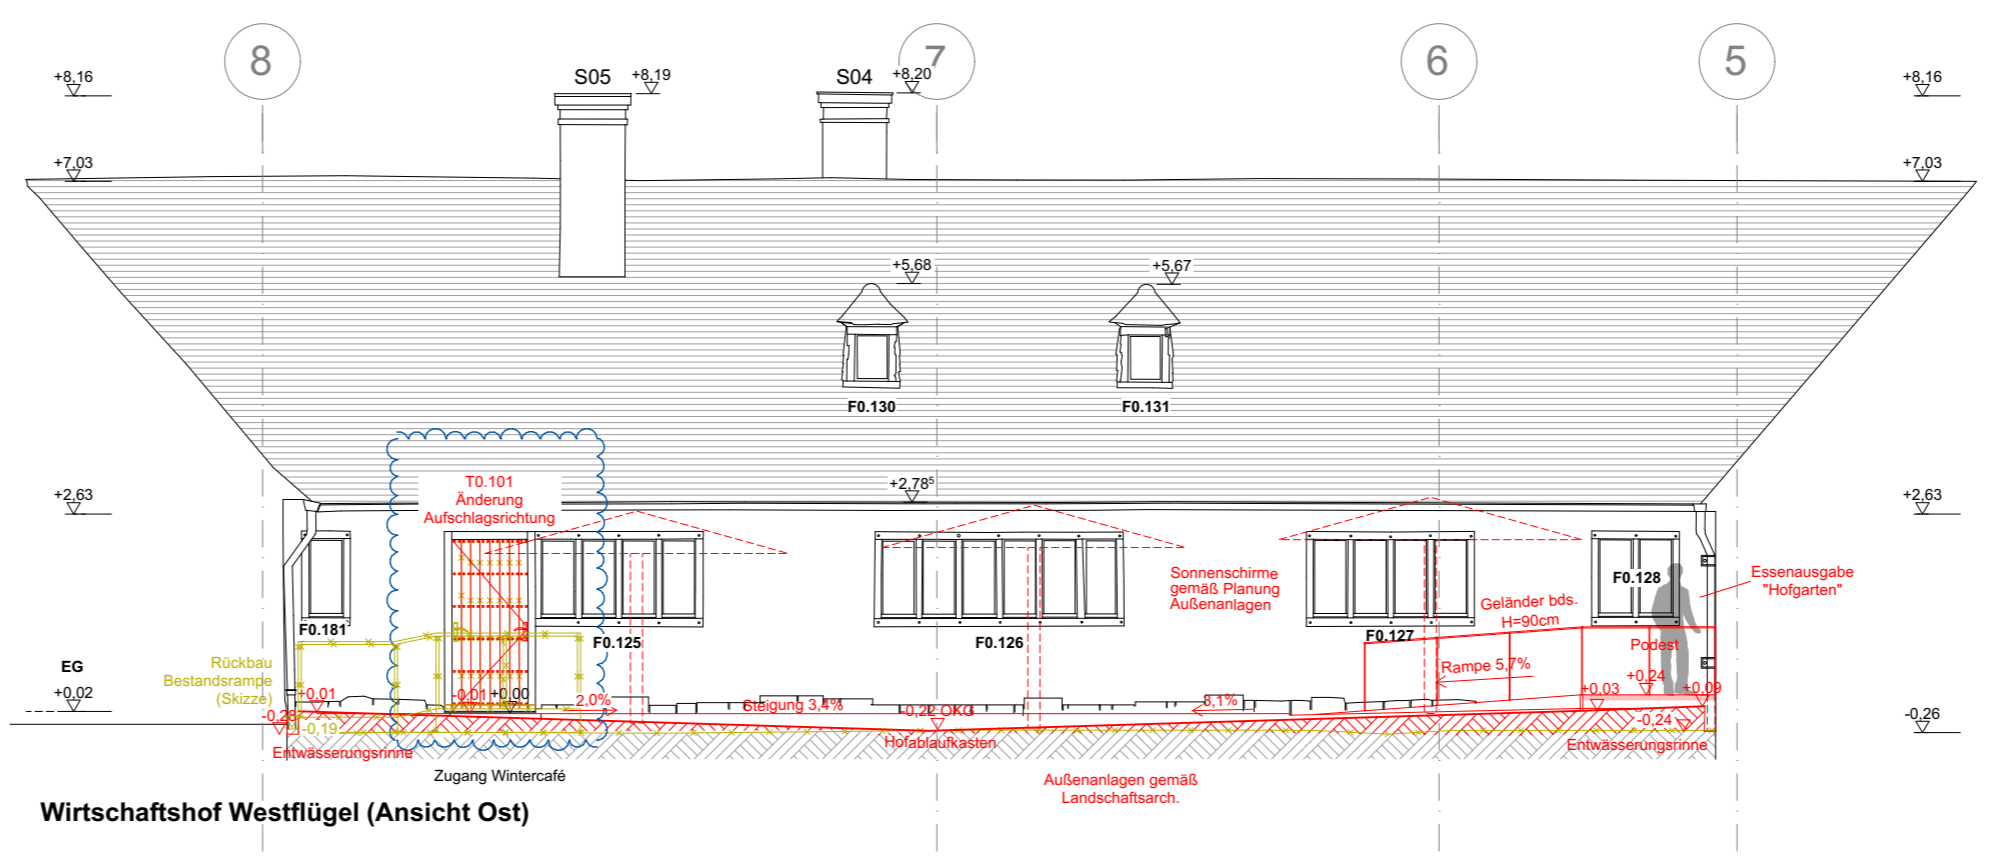 8
7
6
5
+8,16
S05
+8,19
S04
+8,20
+8,16
+7,03
+7,03
+5,68
+5,67
F0.130
F0.131
T0.101
Änderung
Aufschlagsrichtung
+2,63
+2,78⁵
+2,63
Sonnenschirme
gemäß Planung
Außenanlagen
F0.128
Essenausgabe
"Hofgarten"
Geländer bds.
H=90cm
F0.181
F0.125
F0.126
F0.127
Podest
EG
+0,02
Rückbau
Bestandsrampe
(Skizze)
Rampe 5,7%
+0,24
+0,01
-0,01
+0,00
2,0%
Steigung 3,4%
-0,22 OKG
3,1%
+0,03
+0,09
-0,28
-0,19
-0,24
-0,26
Entwässerungsrinne
Hofablaufkasten
Entwässerungsrinne
Zugang Wintercafé
Außenanlagen gemäß
Landschaftsarch.
Wirtschaftshof Westflügel (Ansicht Ost)